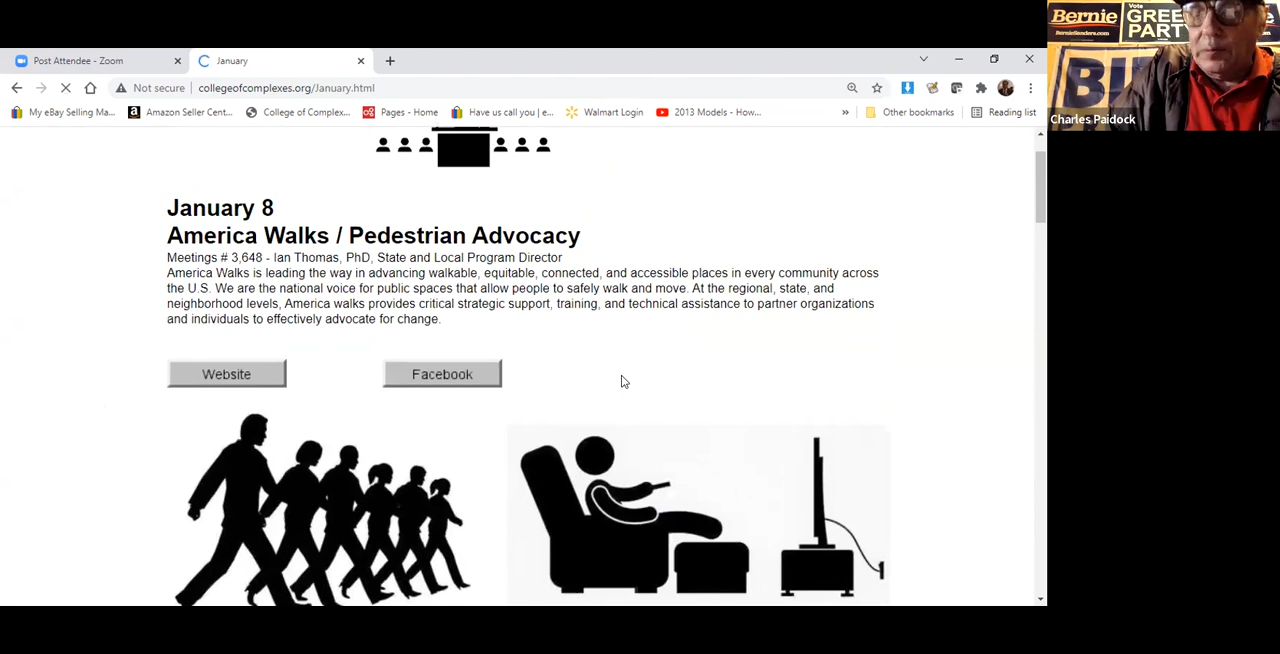 Post Attendee - Zoom
January
Not secure
collegeofcomplexes.org/January.html
My eBay Selling Ma...
Amazon Seller Cent...
College of Complex...
Pages - Home
Have us call you | e...
Walmart Login
2013 Models - How...
»
Other bookmarks
Reading list
January 8
America Walks / Pedestrian Advocacy
Meetings # 3,648 - Ian Thomas, PhD, State and Local Program Director
America Walks is leading the way in advancing walkable, equitable, connected, and accessible places in every community across
the U.S. We are the national voice for public spaces that allow people to safely walk and move. At the regional, state, and
neighborhood levels, America walks provides critical strategic support, training, and technical assistance to partner organizations
and individuals to effectively advocate for change.
Website
Facebook
Bernie
BernieSanders.com
Vote
GREE
PARTY
Charles Paidock